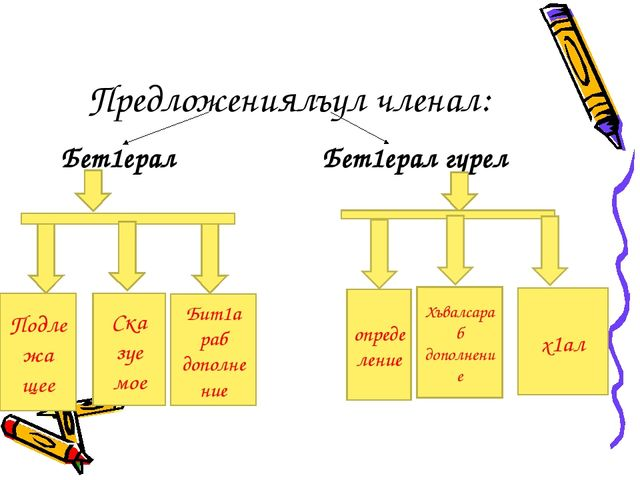 Предложениялъул членал:
Бет1ерал
Бет1ерал гурел
Подле
жа
щее
Ска
зуе
мое
Бит1а
раб
дополне
ние
опреде
ление
Хъвалсара
б
дополнени
е
х1ал